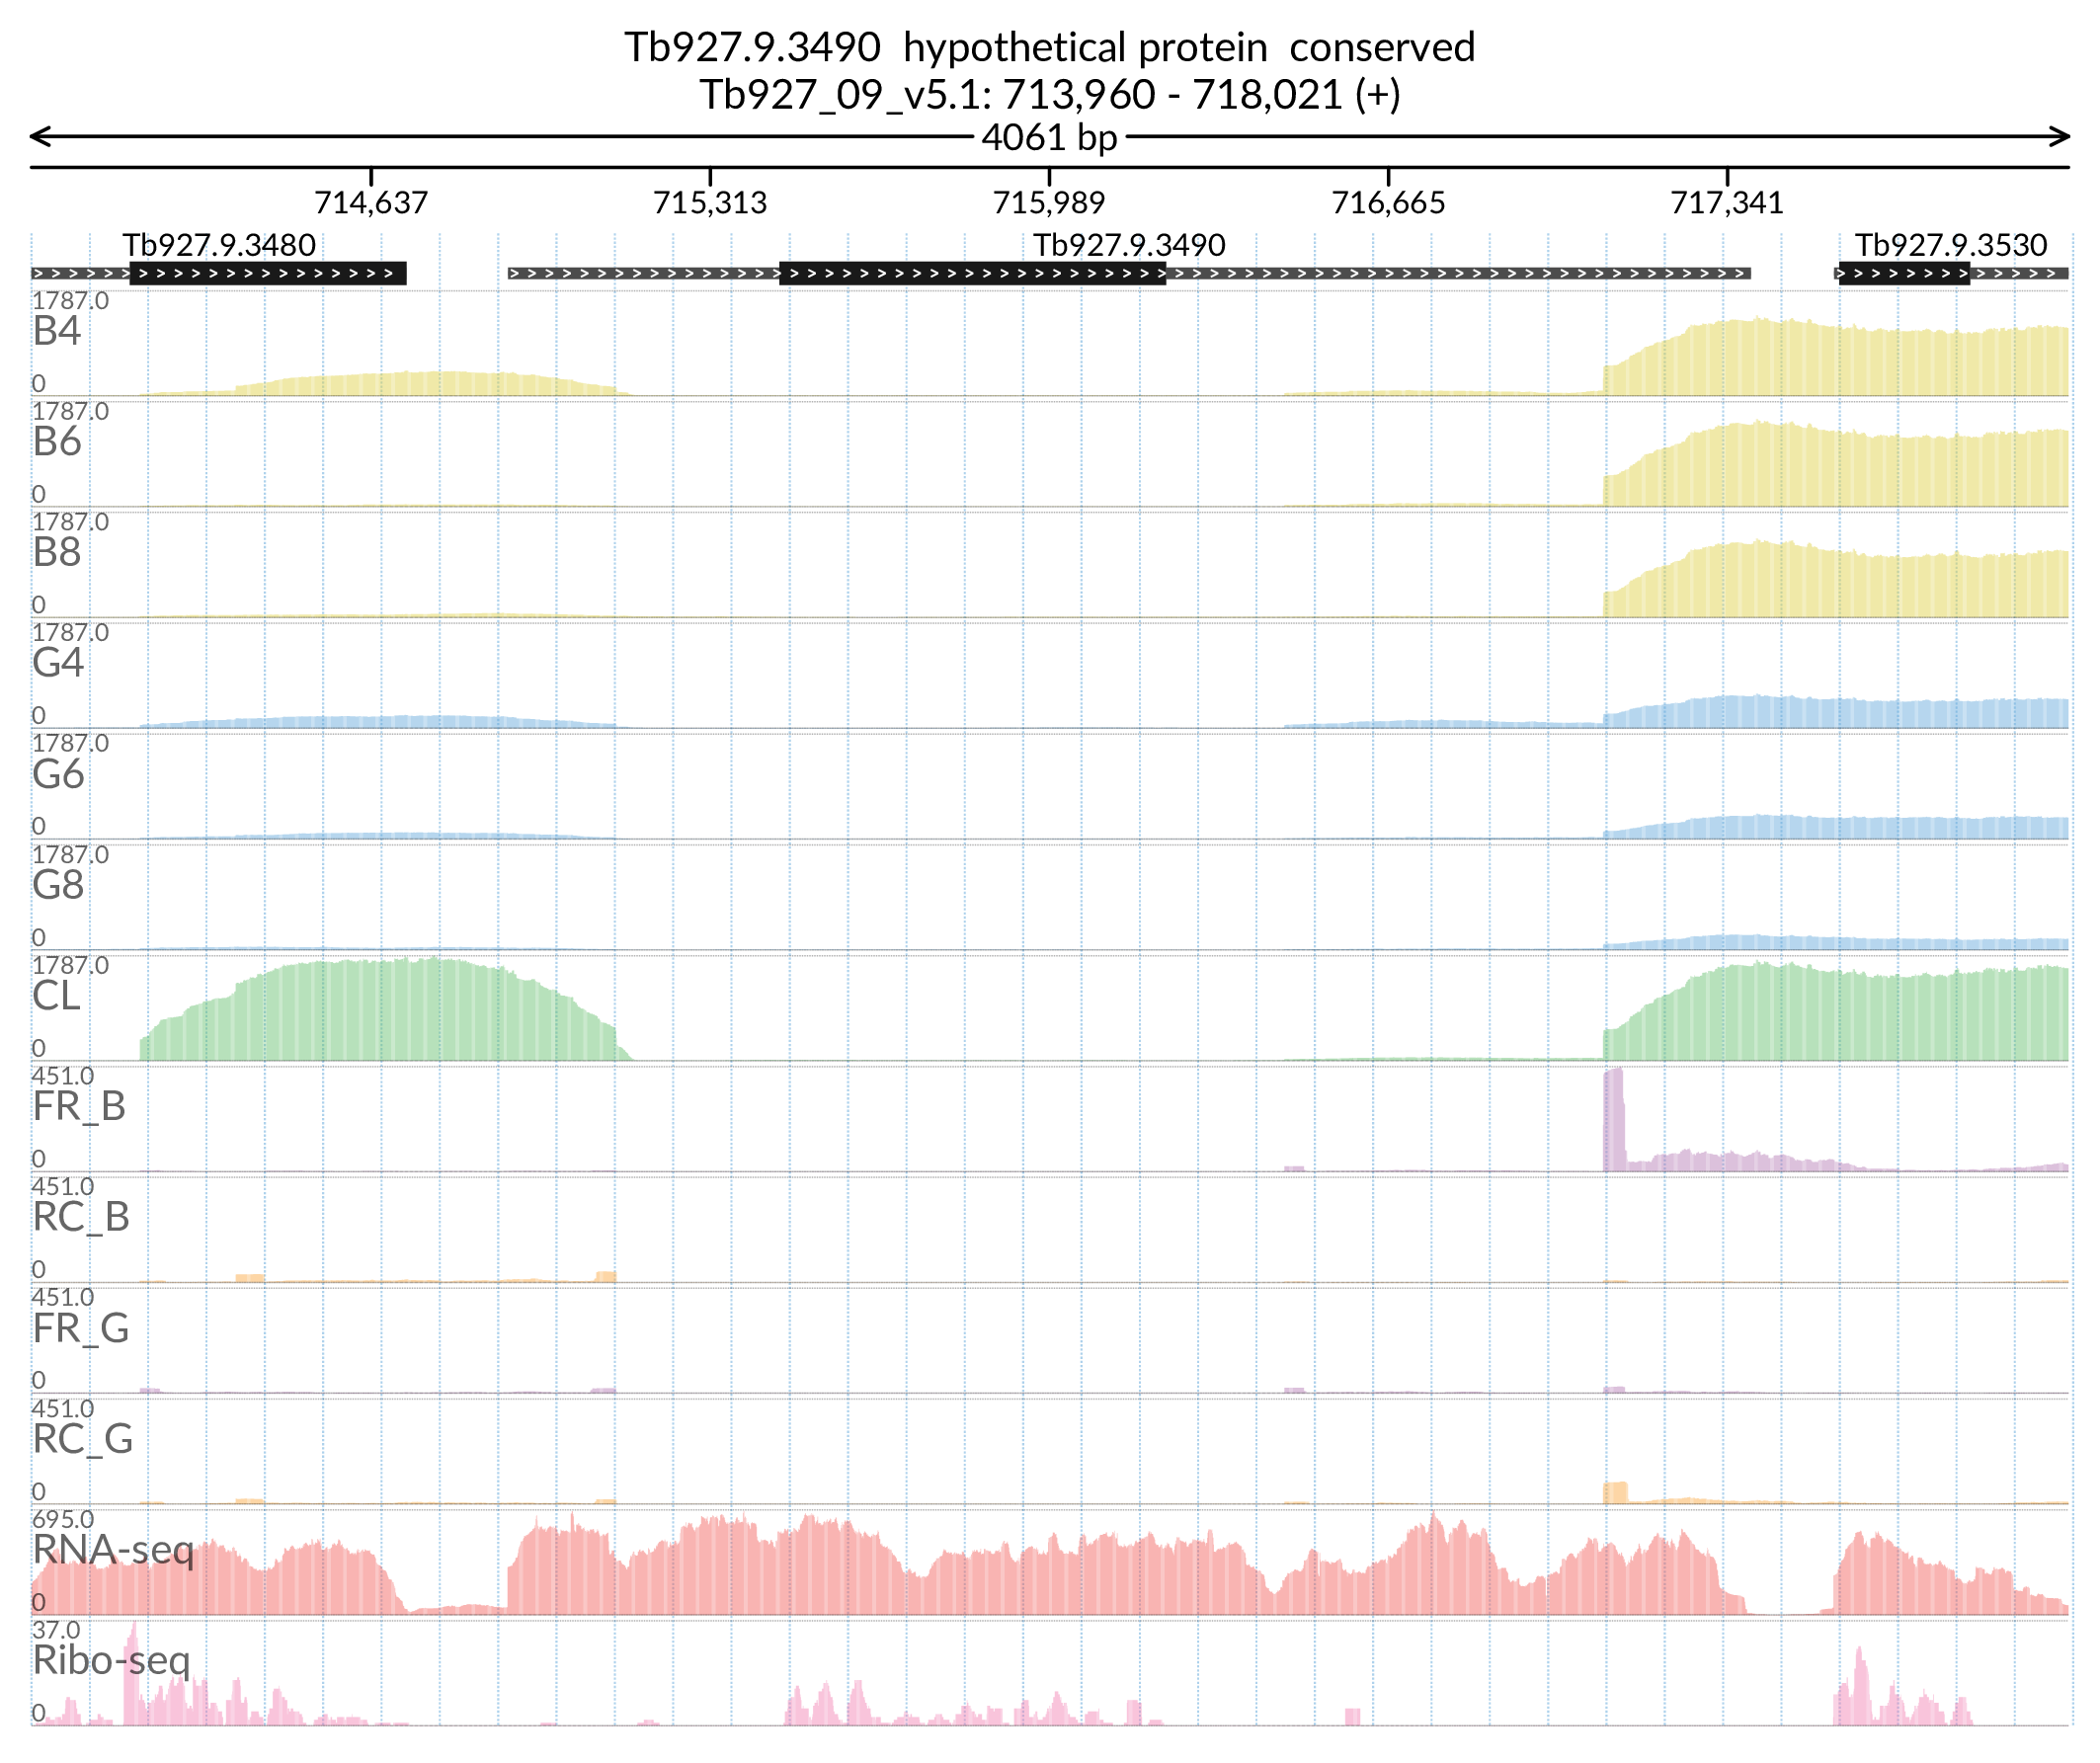 Tb927.9.3490 hypothetical protein conserved
Tb927_09_v5.1: 713,960 - 718,021 (+)
4061 bp
714,637 715,313 715,989 716,665 717,341
Tb927.9.3480 Tb927.9.3490 Tb927.9.3530
1787.0
B4
0
1787.0
B6
0
1787.0
B8
0
1787.0
G4
0
1787.0
G6
0
1787.0
G8
0
1787.0
CL
0
451.0
FR_B
0
451.0
RC_B
0
451.0
FR_G
0
451.0
RC_G
0
695.0
RNA-seq
0
37.0
Ribo-seq
0